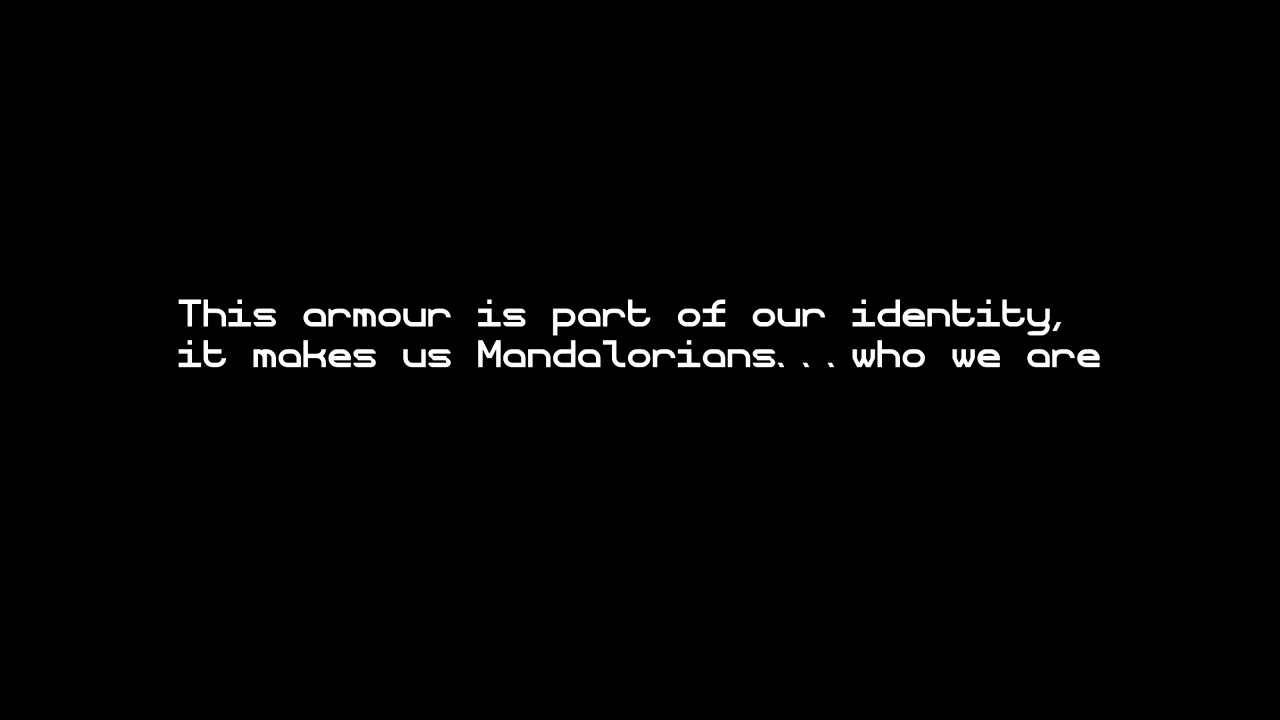 This armour is part of our identity,
it makes us Mandalorians...who we are